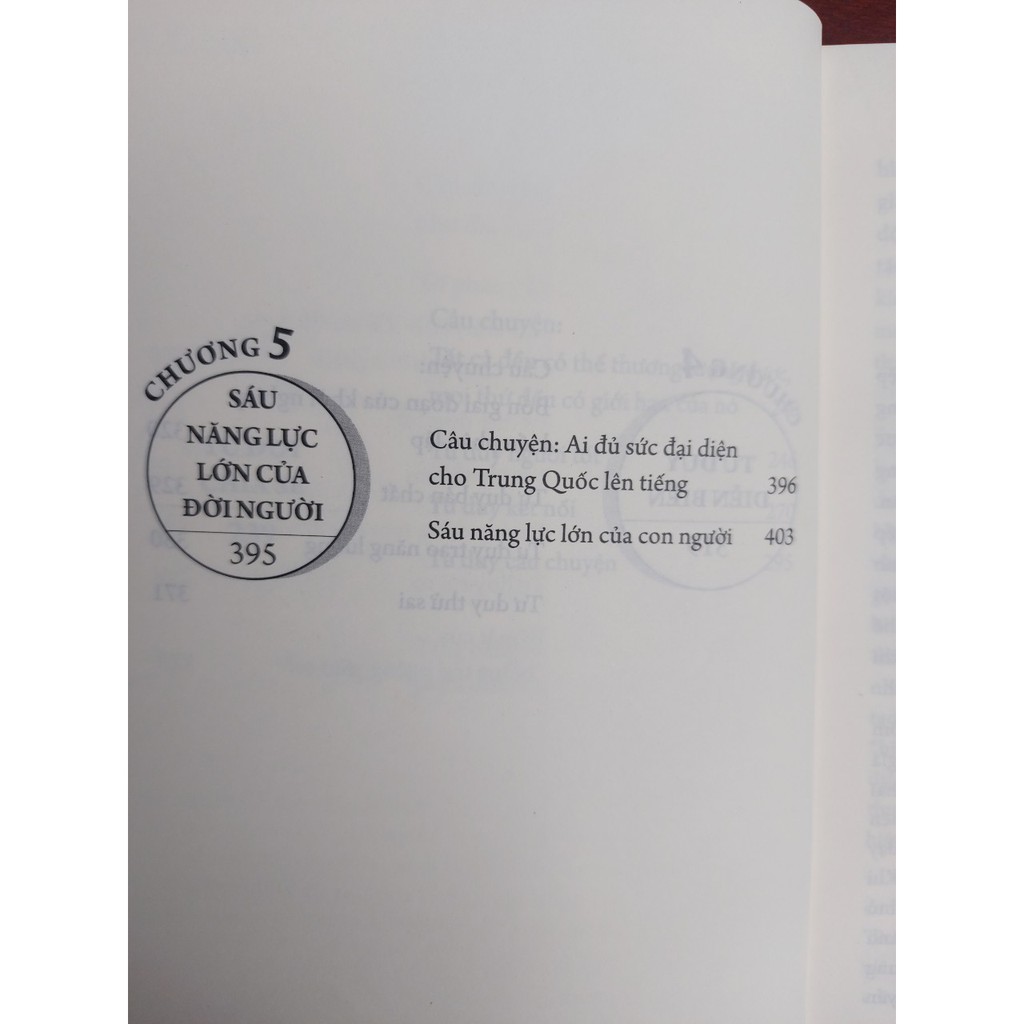 CHƯƠNG 5
SÁU
NĂNG LỰC
LỚN CỦA
ĐỜI NGƯỜI
395
Câu chuyện: Ai đủ sức đại diện
cho Trung Quốc lên tiếng 396
Sáu năng lực lớn của con người 403